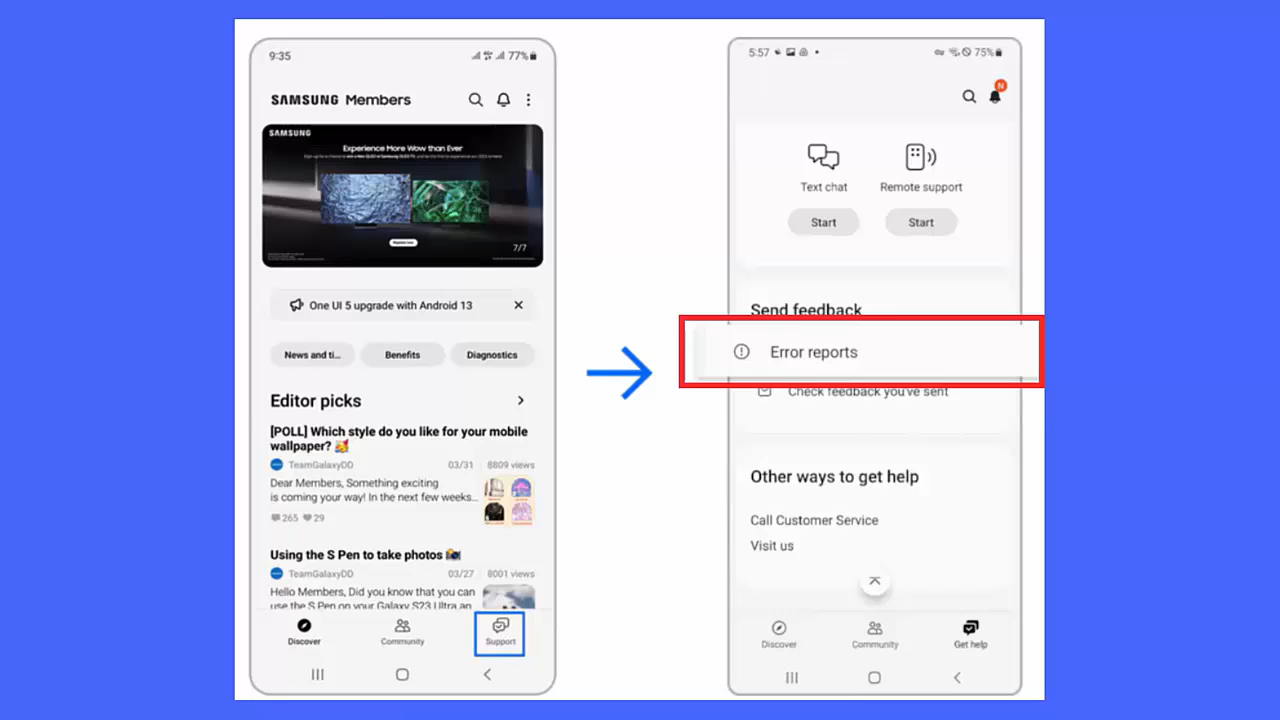 9:35
77%
SAMSUNG Members
SAMSUNG
Experience More Wow than Ever
Register now
7/7
One UI 5 upgrade with Android 13
News and ti...
Benefits
Diagnostics
Editor picks
[POLL] Which style do you like for your mobile
wallpaper? 🥳
TeamGalaxyDD 03/31 8809 views
Dear Members, Something exciting
is coming your way! In the next few weeks...
265 29
Using the S Pen to take photos 📸
TeamGalaxyDD 03/27 8001 views
Hello Members, Did you know that you can
use the S Pen on your Galaxy S23 Ultra an
Discover
Community
Support
5:57
75%
N
Text chat
Remote support
Start
Start
Send feedback
Error reports
Check feedback you've sent
Other ways to get help
Call Customer Service
Visit us
Discover
Community
Get help